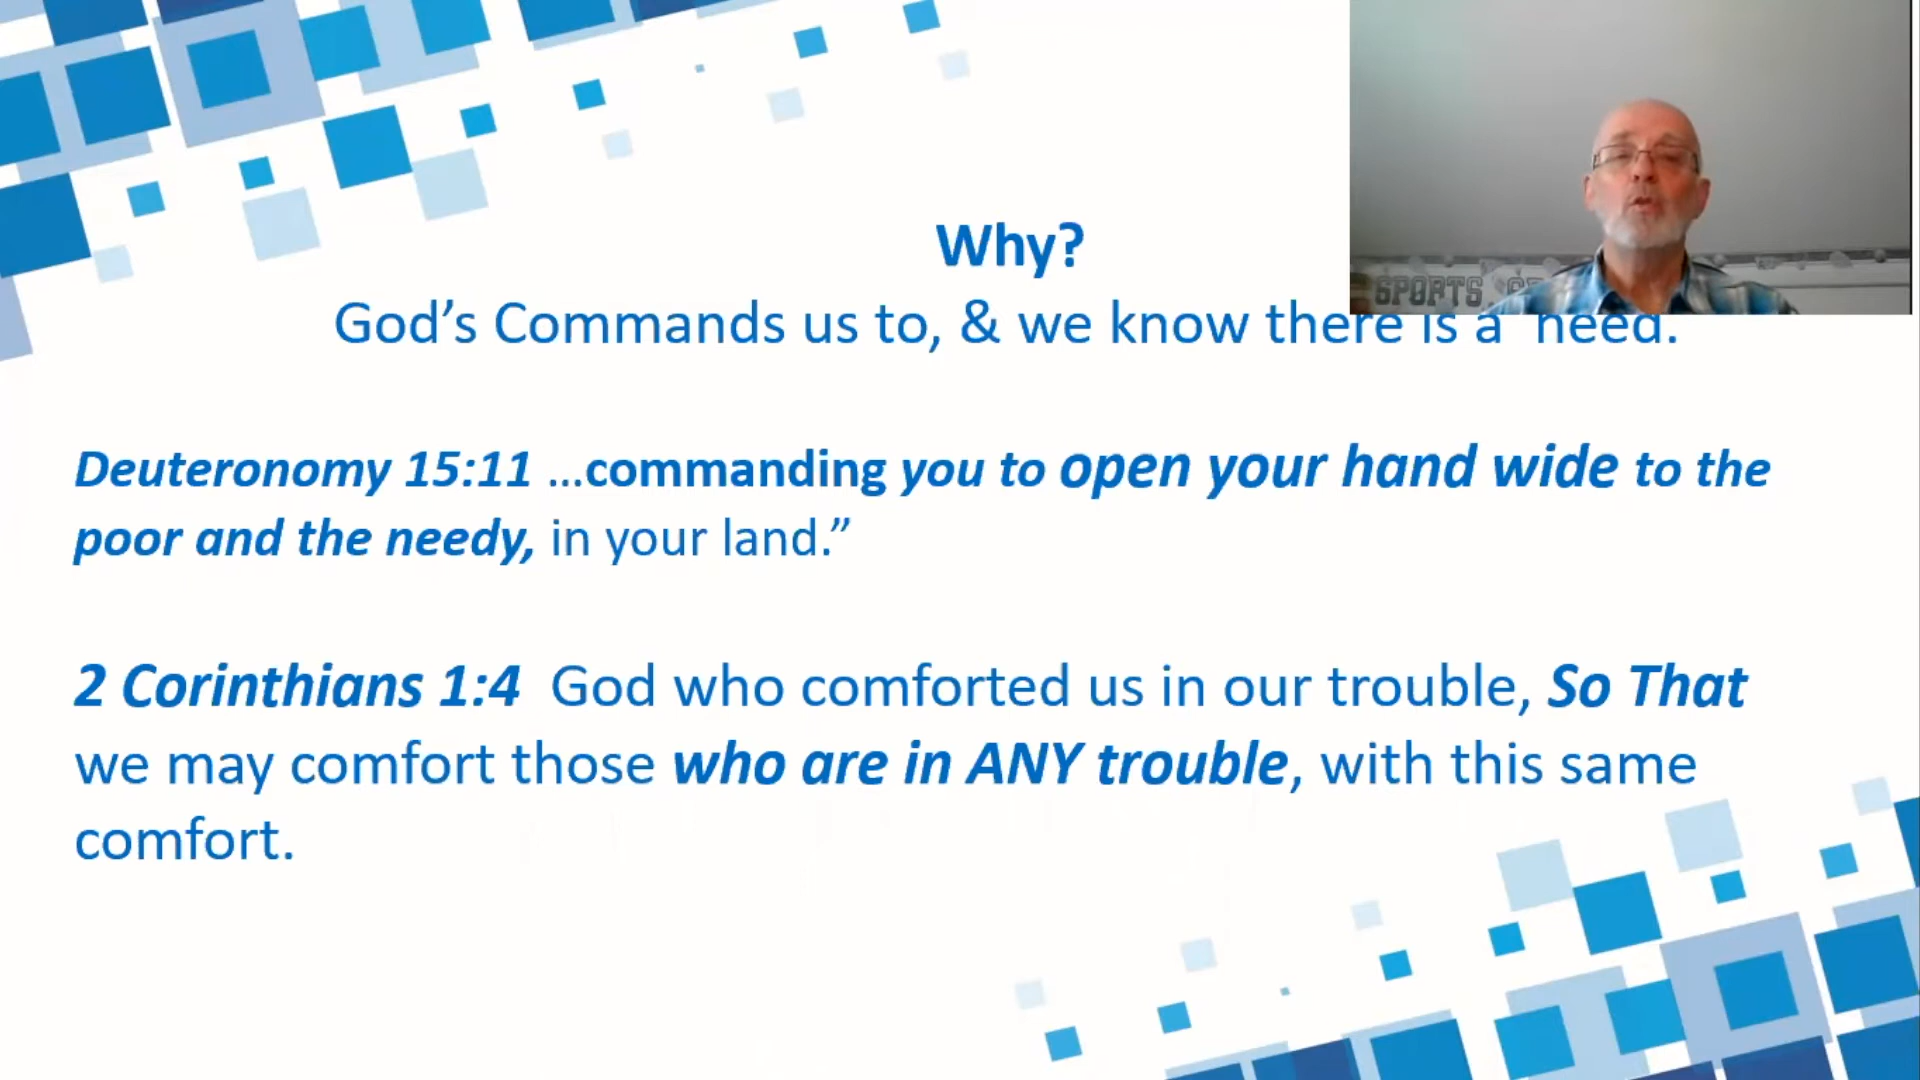 Why?
God’s Commands us to, & we know there is a need.
Deuteronomy 15:11 ...commanding you to open your hand wide to the
poor and the needy, in your land.”
2 Corinthians 1:4 God who comforted us in our trouble, So That
we may comfort those who are in ANY trouble, with this same
comfort.
SPORTS